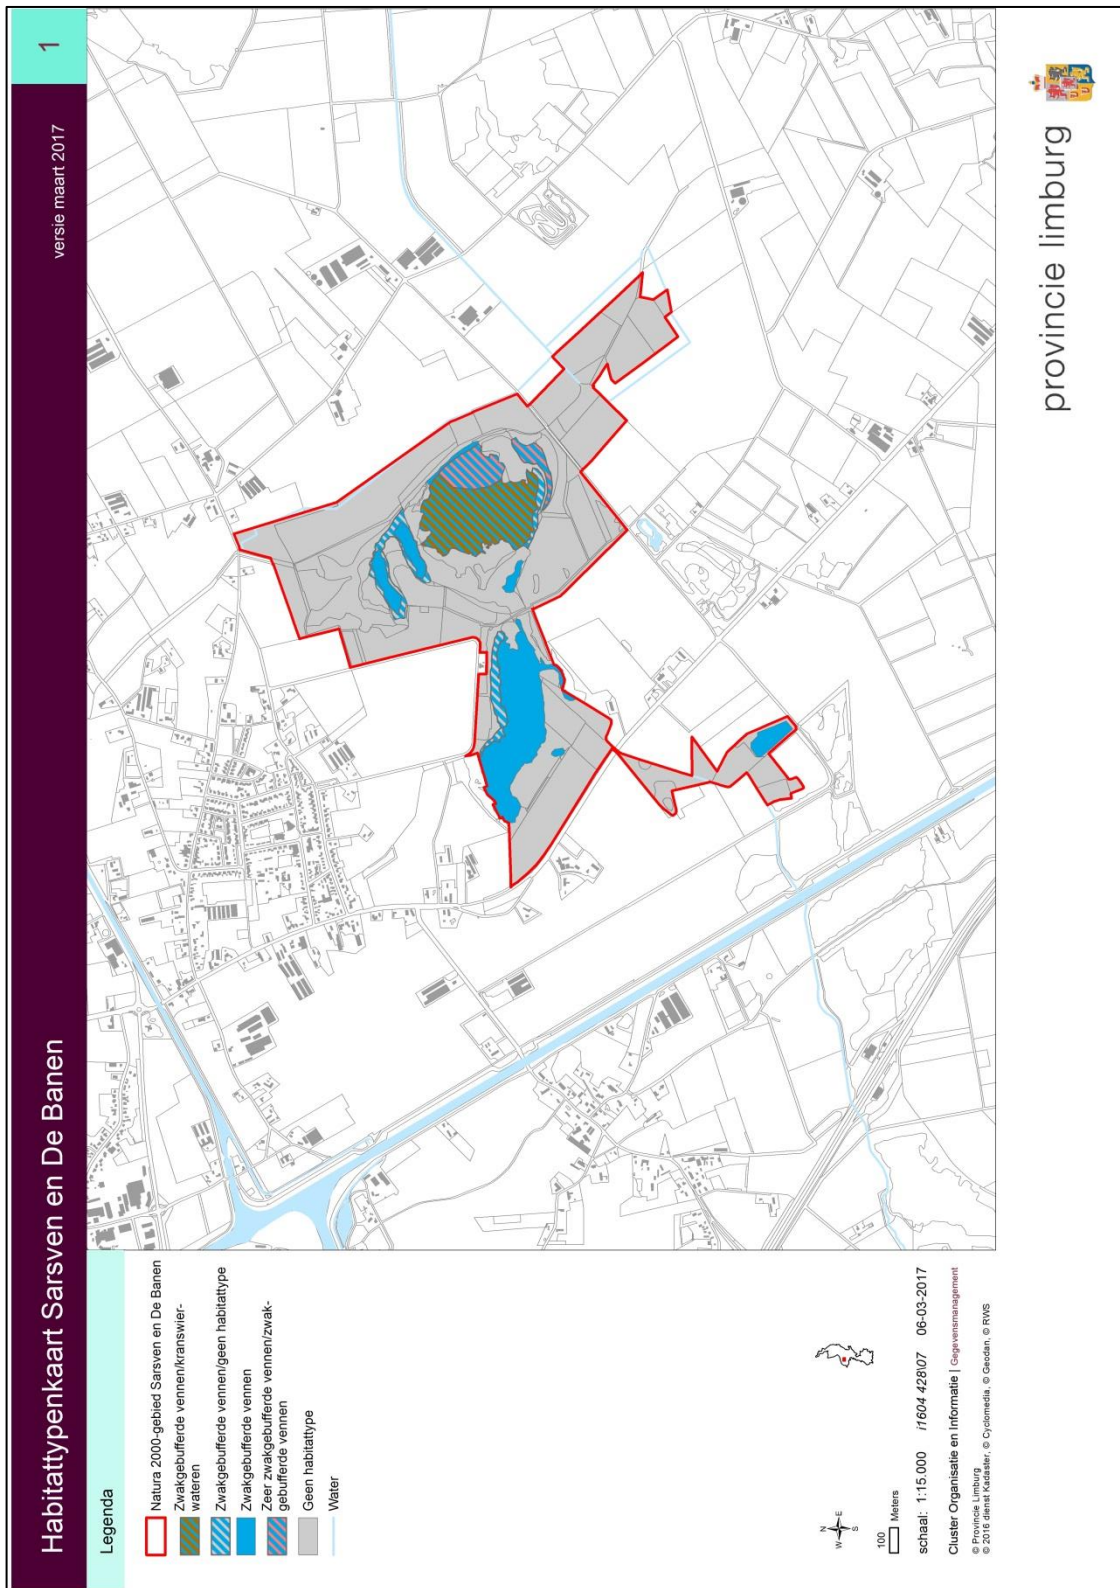 Habitattypenkaart Sarsven en De Banen
versie maart 2017
1
Legenda
Natura 2000-gebied Sarsven en De Banen
Zwakgebufferde vennen/kranswier-
wateren
Zwakgebufferde vennen/geen habitattype
Zwakgebufferde vennen
Zeer zwakgebufferde vennen/zwak-
gebufferde vennen
Geen habitattype
Water
N
W E
S
100
Meters
schaal: 1:15.000 i1604 428\07 06-03-2017
Cluster Organisatie en Informatie | Gegevensmanagement
© Provincie Limburg
© 2016 dienst Kadaster, © Cyclomedia, © Geodan, © RWS
provincie limburg